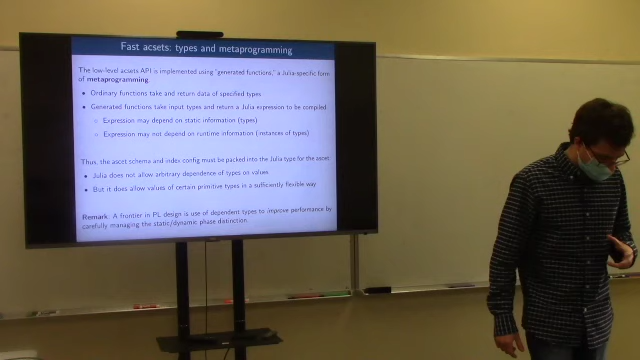 Fast acsets: types and metaprogramming
The low-level acsets API is implemented using "generated functions," a Julia-specific form
of metaprogramming.
• Ordinary functions take and return data of specified types
• Generated functions take input types and return a Julia expression to be compiled
○ Expression may depend on static information (types)
○ Expression may not depend on runtime information (instances of types)
Thus, the acset schema and index config must be packed into the Julia type for the acset.
• Julia does not allow arbitrary dependence of types on values
• But it does allow values of certain primitive types in a sufficiently flexible way
Remark: A frontier in PL design is use of dependent types to improve performance by
carefully managing the static/dynamic phase distinction.